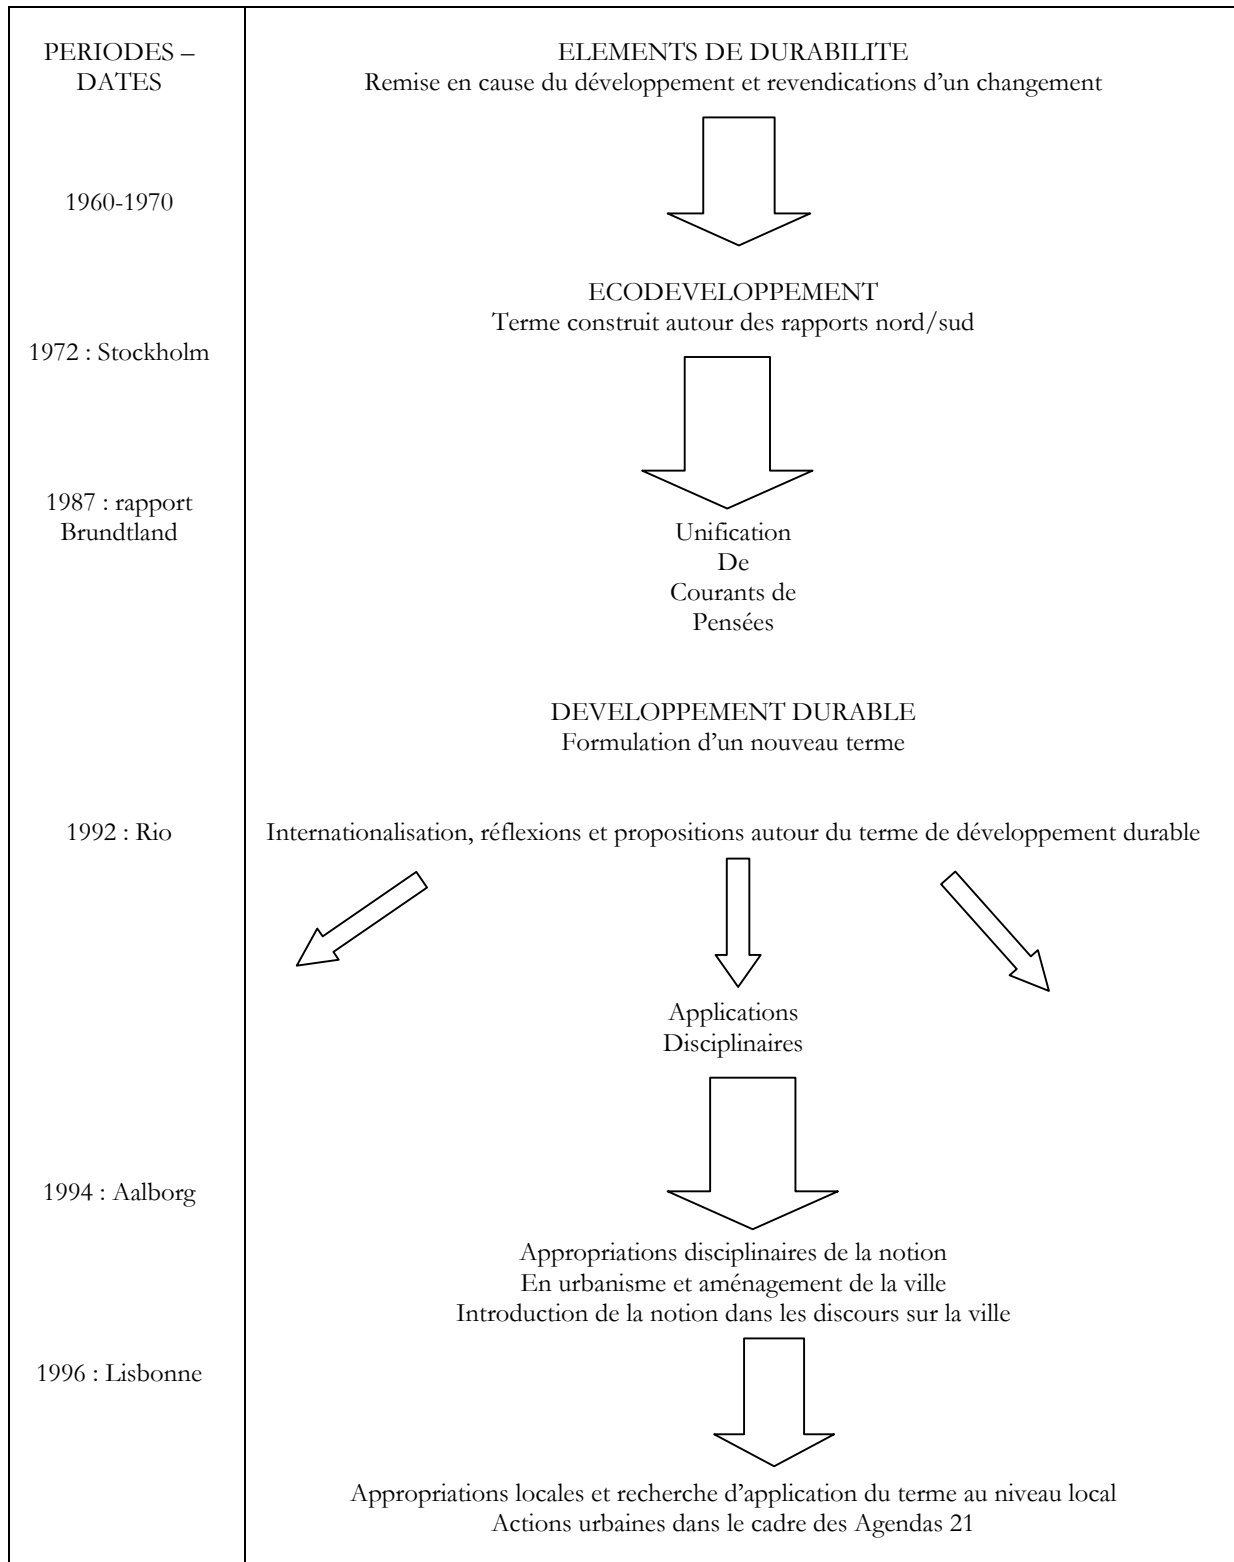 PERIODES –
DATES
ELEMENTS DE DURABILITE
Remise en cause du développement et revendications d’un changement
1960-1970
ECODEVELOPPEMENT
Terme construit autour des rapports nord/sud
1972 : Stockholm
1987 : rapport
Brundtland
Unification
De
Courants de
Pensées
DEVELOPPEMENT DURABLE
Formulation d’un nouveau terme
1992 : Rio
Internationalisation, réflexions et propositions autour du terme de développement durable
Applications
Disciplinaires
1994 : Aalborg
Appropriations disciplinaires de la notion
En urbanisme et aménagement de la ville
Introduction de la notion dans les discours sur la ville
1996 : Lisbonne
Appropriations locales et recherche d’application du terme au niveau local
Actions urbaines dans le cadre des Agendas 21